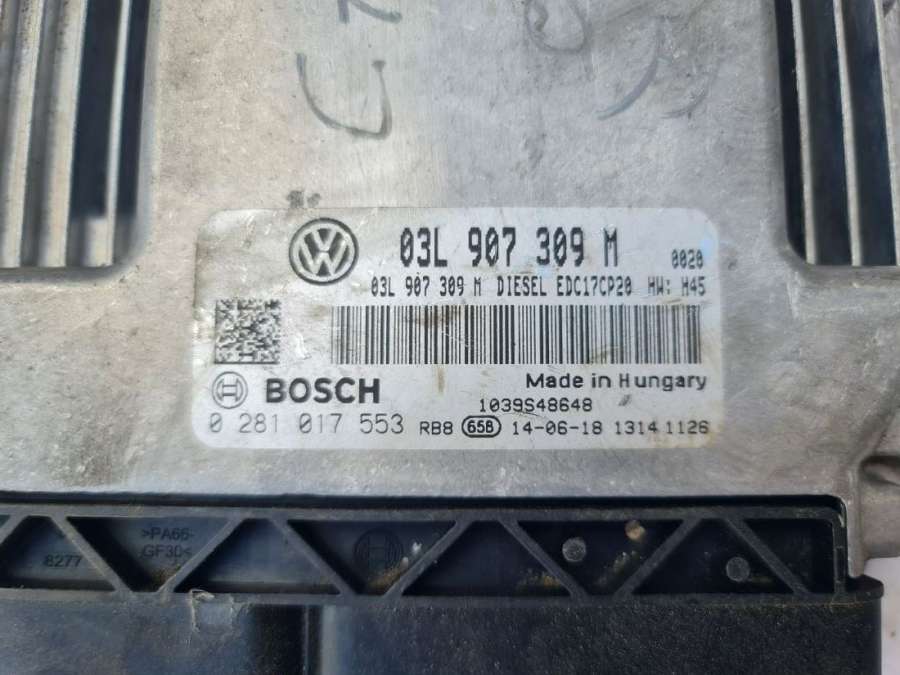 03L 907 309 M 0020
03L 907 309 M DIESEL EDC17CP20 HW: H45
BOSCH Made in Hungary
1039S48648
0 281 017 553 RB8 658 14-06-18 1314 1126
>PA66-
GF30<
8277